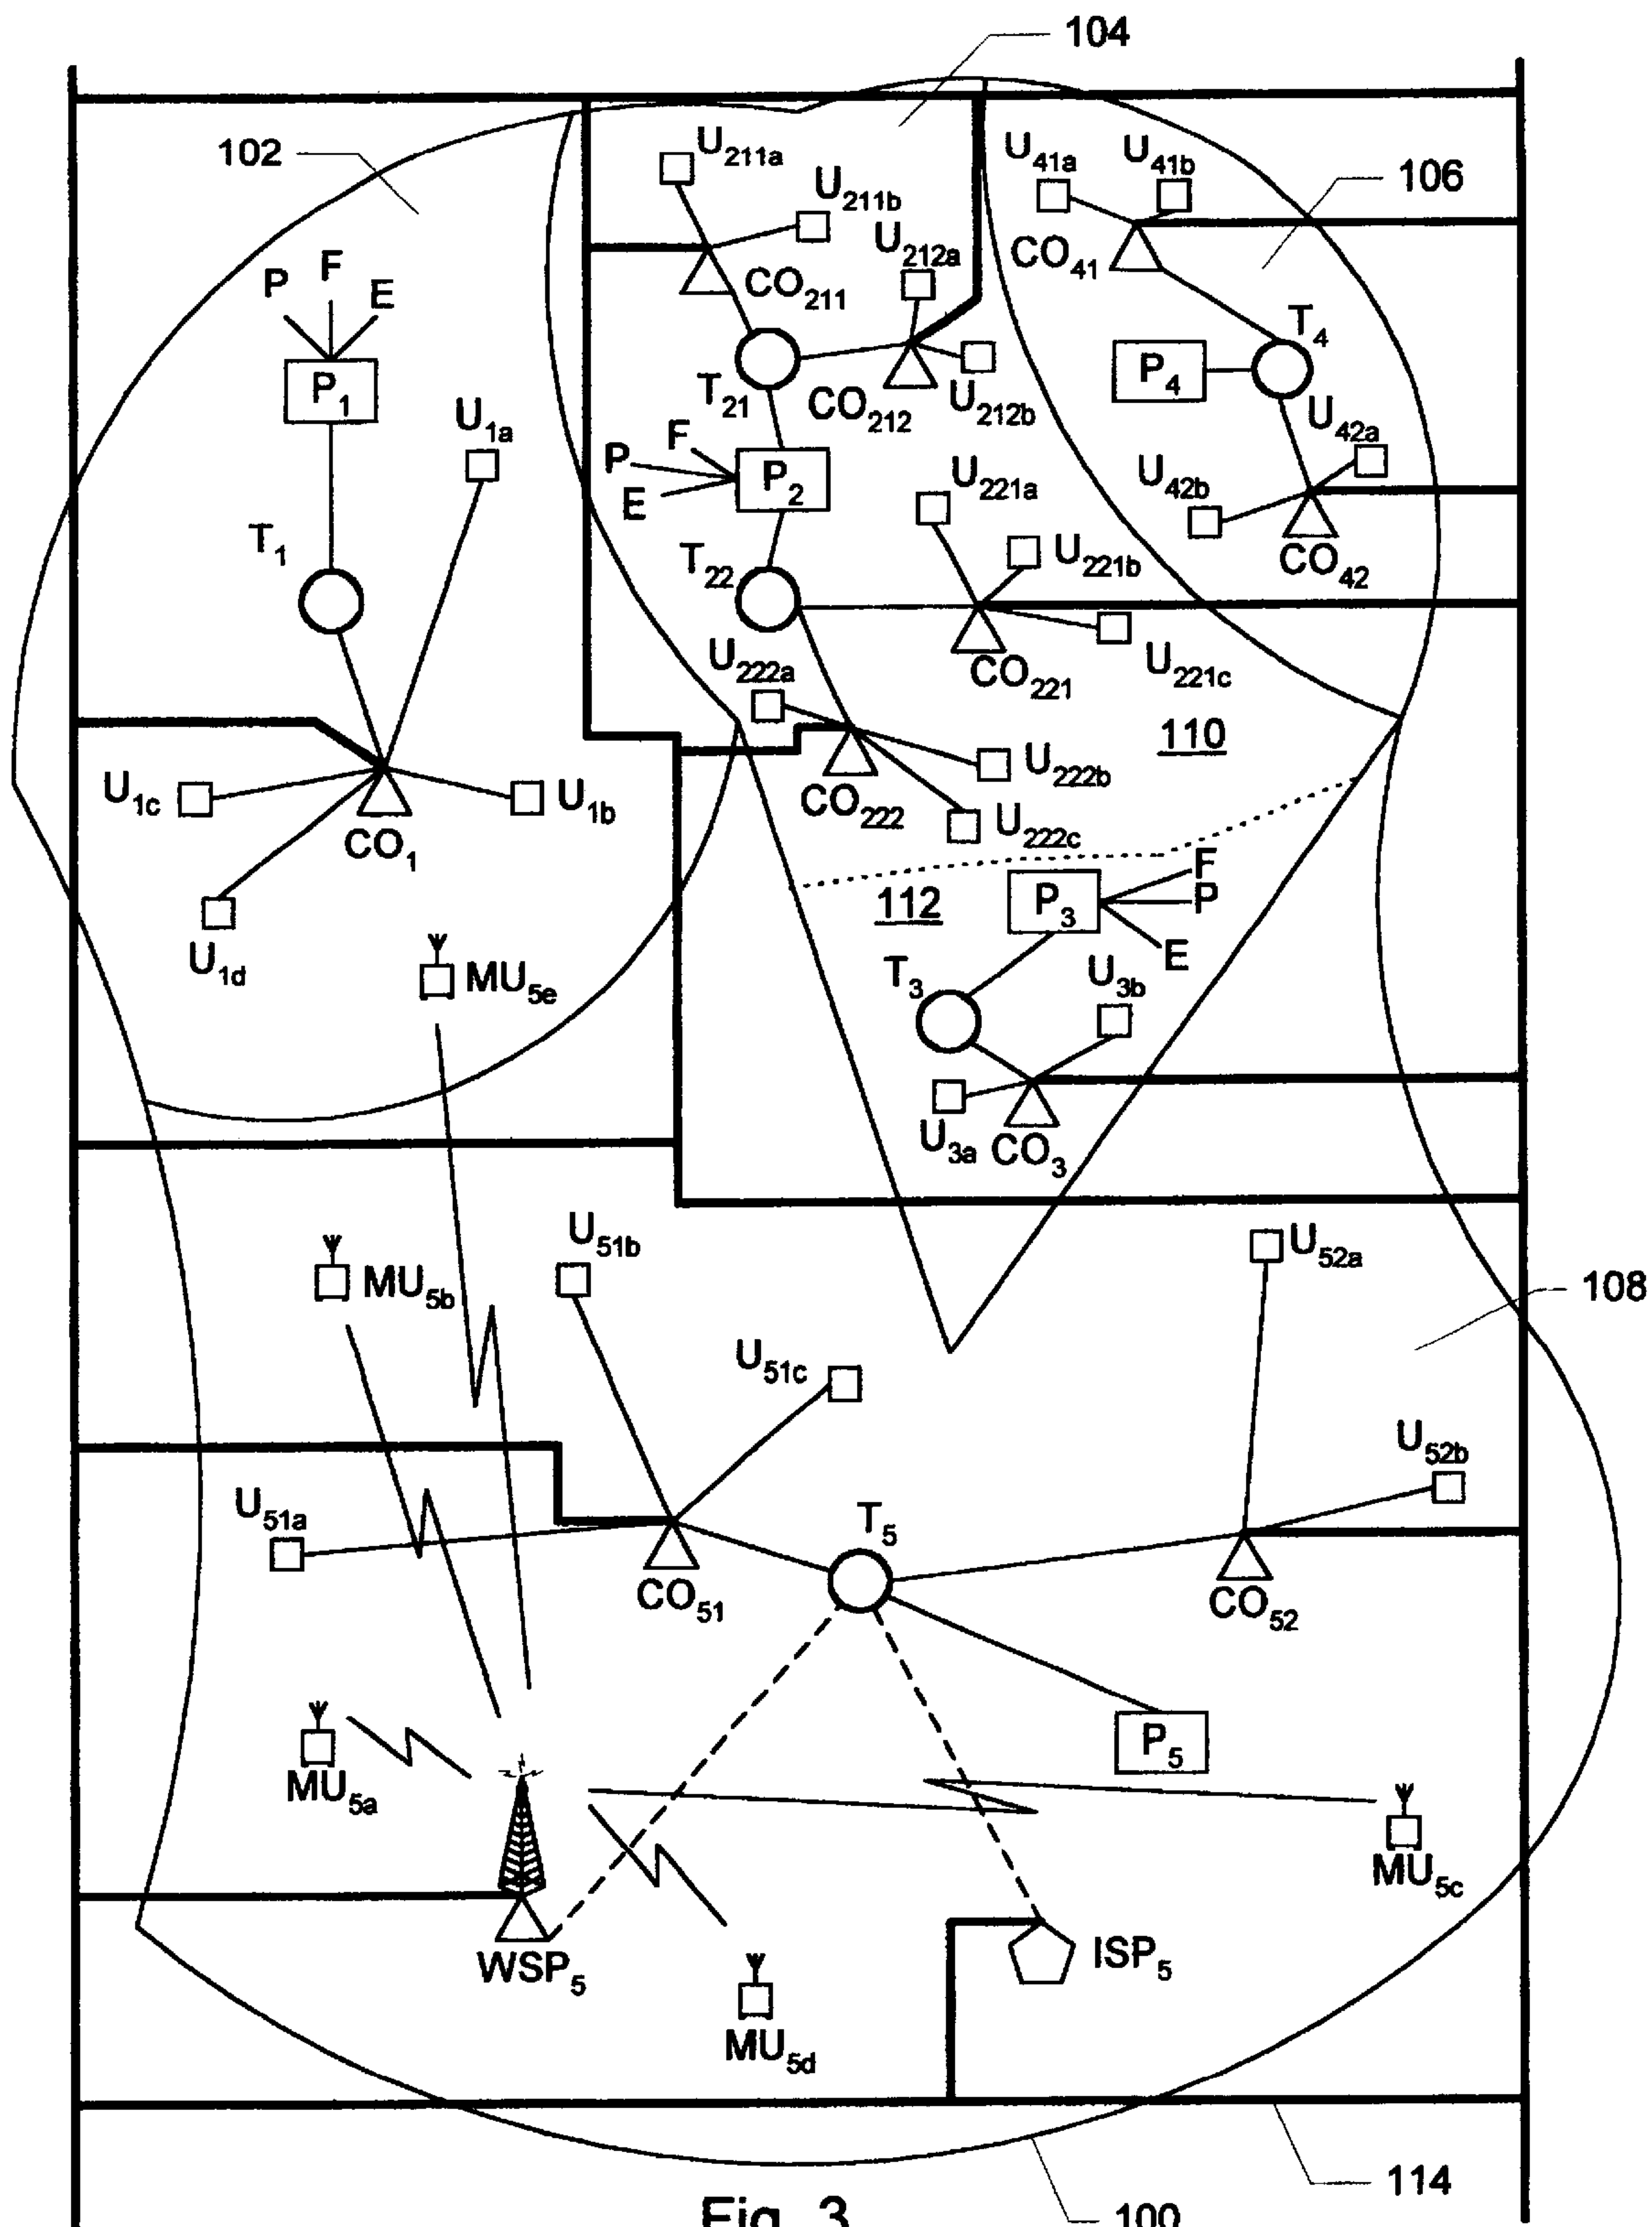 104
102
U211a
U211b
U212a
U41a
U41b
106
CO211
CO41
P
F
E
P1
T21
CO212
U212b
T4
P4
U1a
F
P
E
P2
U221a
U42a
U42b
T1
T22
U221b
CO42
U222a
CO221
U221c
110
U1c
U1b
CO1
CO222
U222b
U222c
112
P3
F
P
E
U1d
MU5e
T3
U3b
U3a
CO3
U51b
U52a
MU5b
108
U51c
U52b
U51a
T5
CO51
CO52
P5
MU5a
MU5c
WSP5
ISP5
MU5d
114
Fig. 3
100